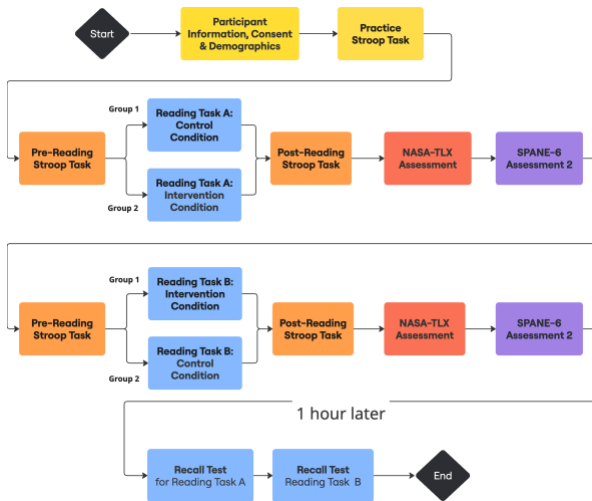 Start
Participant
Information, Consent
& Demographics
Practice
Stroop Task
Pre-Reading
Stroop Task
Group 1
Reading Task A:
Control
Condition
Group 2
Reading Task A:
Intervention
Condition
Post-Reading
Stroop Task
NASA-TLX
Assessment
SPANE-6
Assessment 2
Pre-Reading
Stroop Task
Group 1
Reading Task B:
Intervention
Condition
Group 2
Reading Task B:
Control
Condition
Post-Reading
Stroop Task
NASA-TLX
Assessment
SPANE-6
Assessment 2
1 hour later
Recall Test
for Reading Task A
Recall Test
Reading Task B
End